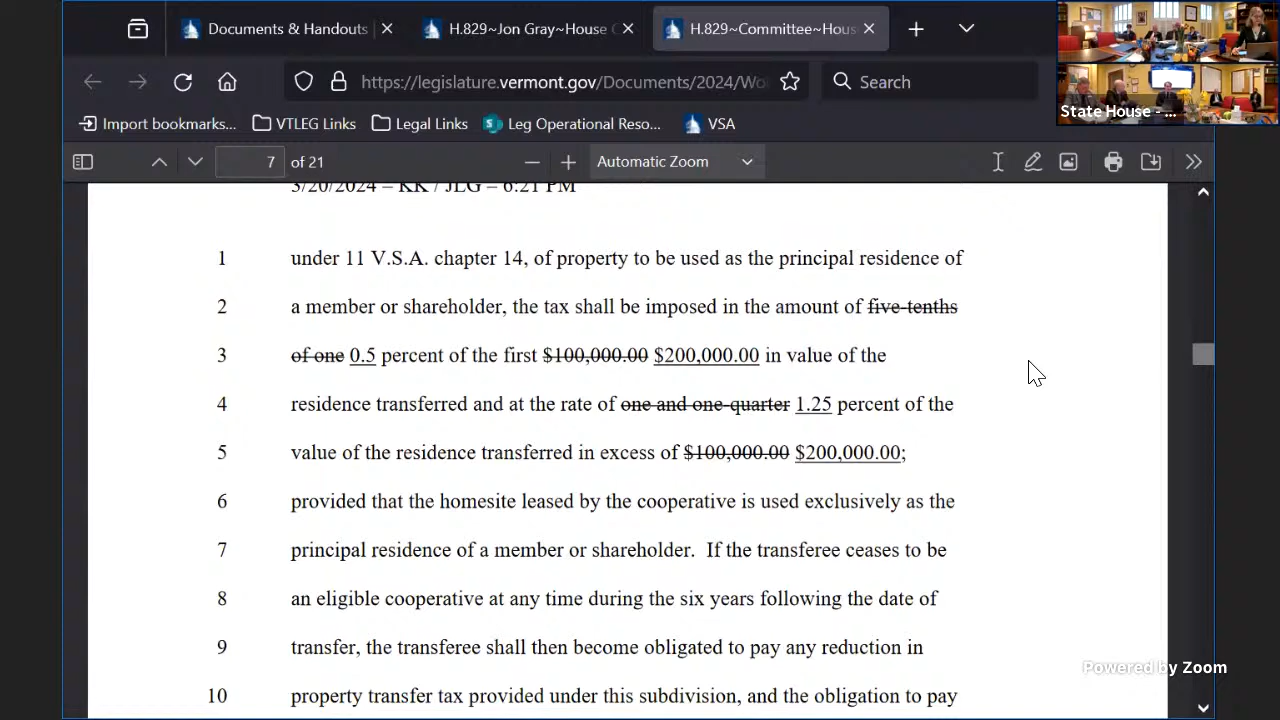 Documents & Handouts
H.829~Jon Gray~House C
H.829~Committee~Hous
https://legislature.vermont.gov/Documents/2024/Wo
Search
State House - ...
Import bookmarks...
VTLEG Links
Legal Links
Leg Operational Reso...
VSA
7 of 21
Automatic Zoom
3/20/2024 – KK / JLG – 6:21 PM
1 under 11 V.S.A. chapter 14, of property to be used as the principal residence of
2 a member or shareholder, the tax shall be imposed in the amount of five-tenths
3 of one 0.5 percent of the first $100,000.00 $200,000.00 in value of the
4 residence transferred and at the rate of one and one-quarter 1.25 percent of the
5 value of the residence transferred in excess of $100,000.00 $200,000.00;
6 provided that the homesite leased by the cooperative is used exclusively as the
7 principal residence of a member or shareholder. If the transferee ceases to be
8 an eligible cooperative at any time during the six years following the date of
9 transfer, the transferee shall then become obligated to pay any reduction in
10 property transfer tax provided under this subdivision, and the obligation to pay
Powered by Zoom